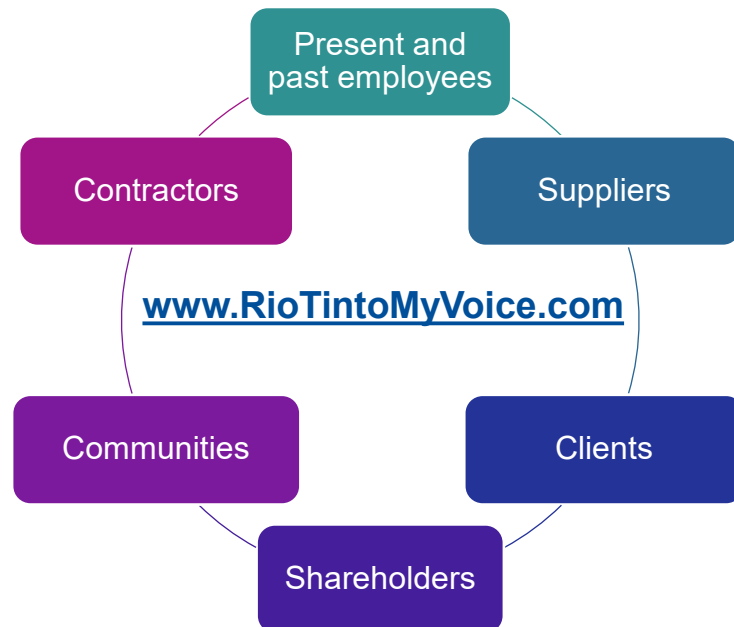 Present and
past employees
Contractors
Suppliers
www.RioTintoMyVoice.com
Communities
Clients
Shareholders